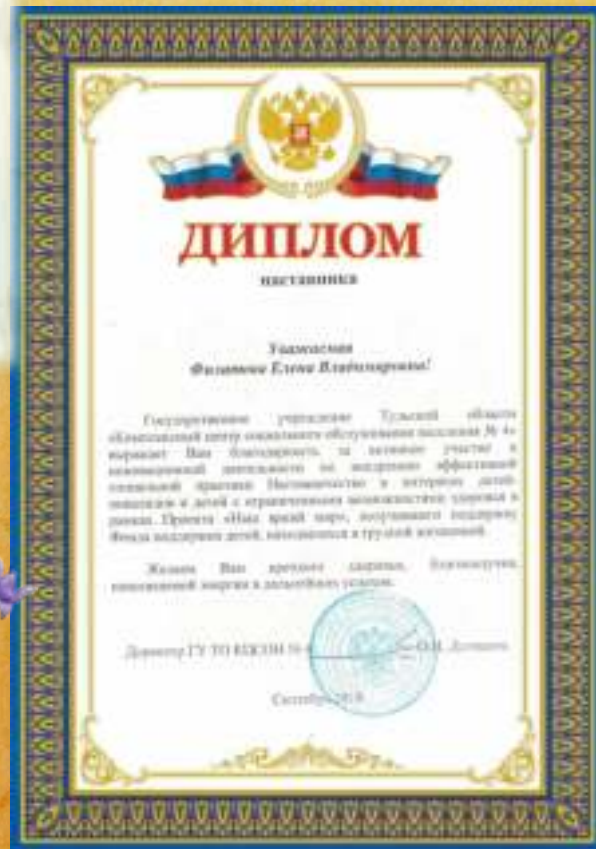 ДИПЛОМ
наставника
Уважаемая
Филатова Елена Владимировна!
Государственное учреждение Тульской области
«Комплексный центр социального обслуживания населения № 4»
выражает Вам благодарность за активное участие в
инновационной деятельности по внедрению эффективной
социальной практики Наставничество в интересах детей-
инвалидов и детей с ограниченными возможностями здоровья в
рамках Проекта «Наш яркий мир», получившего поддержку
Фонда поддержки детей, находящихся в трудной жизненной
Желаем Вам крепкого здоровья, благополучия,
энергии и дальнейших успехов.
Директор ГУ ТО КЦСОН № 4 О.Н.
Сентябрь